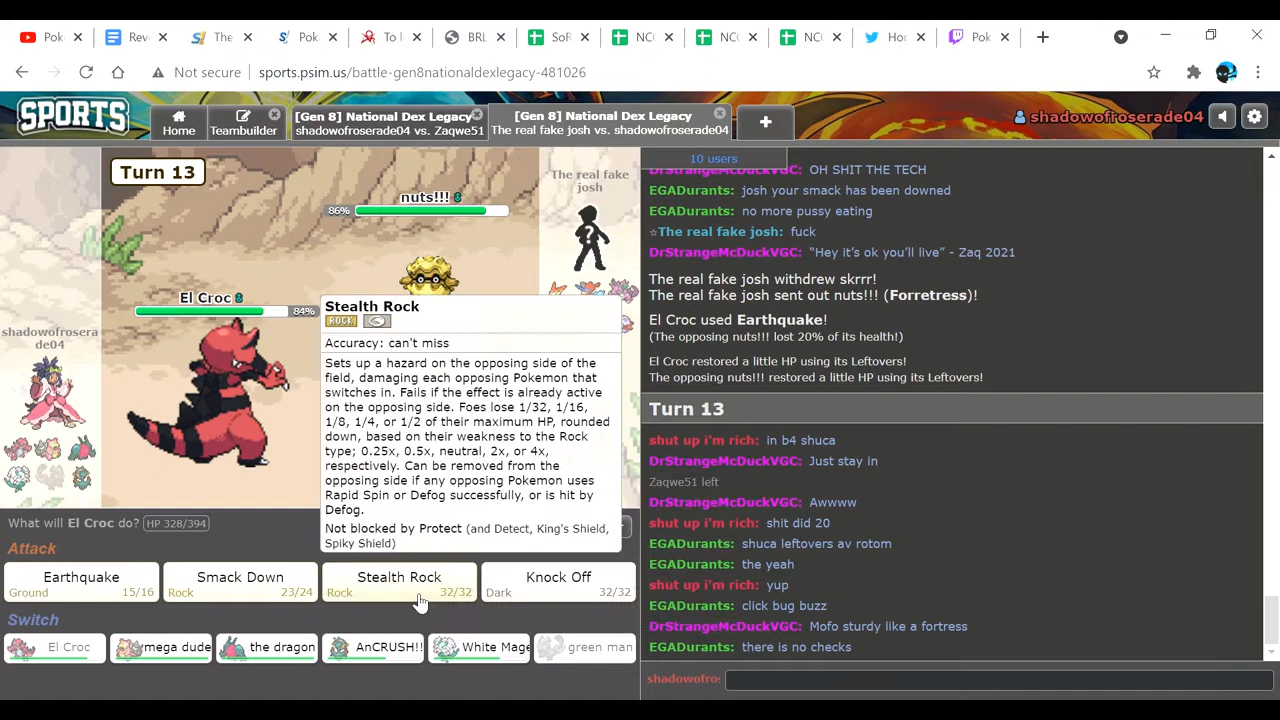 Pok
Rev
The
Pok
To l
BRL
SoR
NC
NC
NC
Hor
Pok
Not secure
sports.psim.us/battle-gen8nationaldexlegacy-481026
SPORTS
Home
Teambuilder
[Gen 8] National Dex Legacy
shadowofroserade04 vs. Zaqwe51
[Gen 8] National Dex Legacy
The real fake josh vs. shadowofroserade04
shadowofroserade04
Turn 13
nuts!!!
86%
The real fake
josh
El Croc
84%
shadowofrosera
de04
Stealth Rock
ROCK
Accuracy: can't miss
Sets up a hazard on the opposing side of the
field, damaging each opposing Pokemon that
switches in. Fails if the effect is already active
on the opposing side. Foes lose 1/32, 1/16,
1/8, 1/4, or 1/2 of their maximum HP, rounded
down, based on their weakness to the Rock
type; 0.25x, 0.5x, neutral, 2x, or 4x,
respectively. Can be removed from the
opposing side if any opposing Pokemon uses
Rapid Spin or Defog successfully, or is hit by
Defog.
Not blocked by Protect (and Detect, King's Shield,
Spiky Shield)
What will El Croc do? HP 328/394
Attack
Earthquake
Ground 15/16
Smack Down
Rock 23/24
Stealth Rock
Rock 32/32
Knock Off
Dark 32/32
Switch
El Croc
mega dude
the dragon
AnCRUSH!!
White Mage
green man
10 users
DrStrangeMcDuckVGC: OH SHIT THE TECH
EGADurants: josh your smack has been downed
EGADurants: no more pussy eating
☆The real fake josh: fuck
DrStrangeMcDuckVGC: “Hey it’s ok you’ll live” - Zaq 2021
The real fake josh withdrew skrrr!
The real fake josh sent out nuts!!! (Forretress)!
El Croc used Earthquake!
(The opposing nuts!!! lost 20% of its health!)
El Croc restored a little HP using its Leftovers!
The opposing nuts!!! restored a little HP using its Leftovers!
Turn 13
shut up i'm rich: in b4 shuca
DrStrangeMcDuckVGC: Just stay in
Zaqwe51 left
DrStrangeMcDuckVGC: Awwww
shut up i'm rich: shit did 20
EGADurants: shuca leftovers av rotom
EGADurants: the yeah
shut up i'm rich: yup
EGADurants: click bug buzz
DrStrangeMcDuckVGC: Mofo sturdy like a fortress
EGADurants: there is no checks
shadowofro: